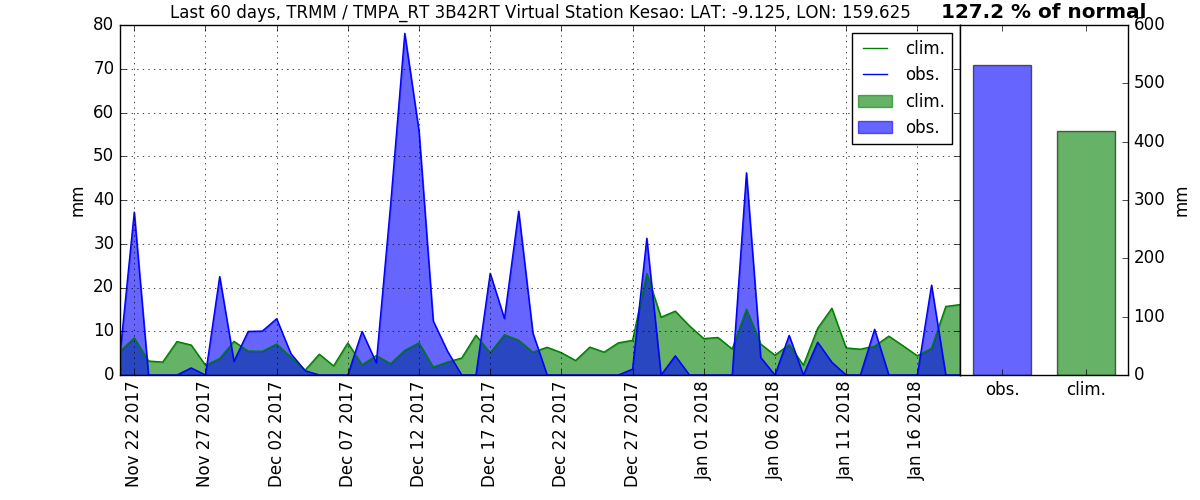 Last 60 days, TRMM / TMPA_RT 3B42RT Virtual Station Kesao: LAT: -9.125, LON: 159.625
127.2 % of normal
80
70
60
50
40
30
20
10
0
mm
clim.
obs.
clim.
obs.
Nov 22 2017
Nov 27 2017
Dec 02 2017
Dec 07 2017
Dec 12 2017
Dec 17 2017
Dec 22 2017
Dec 27 2017
Jan 01 2018
Jan 06 2018
Jan 11 2018
Jan 16 2018
600
500
400
300
200
100
0
mm
obs.
clim.